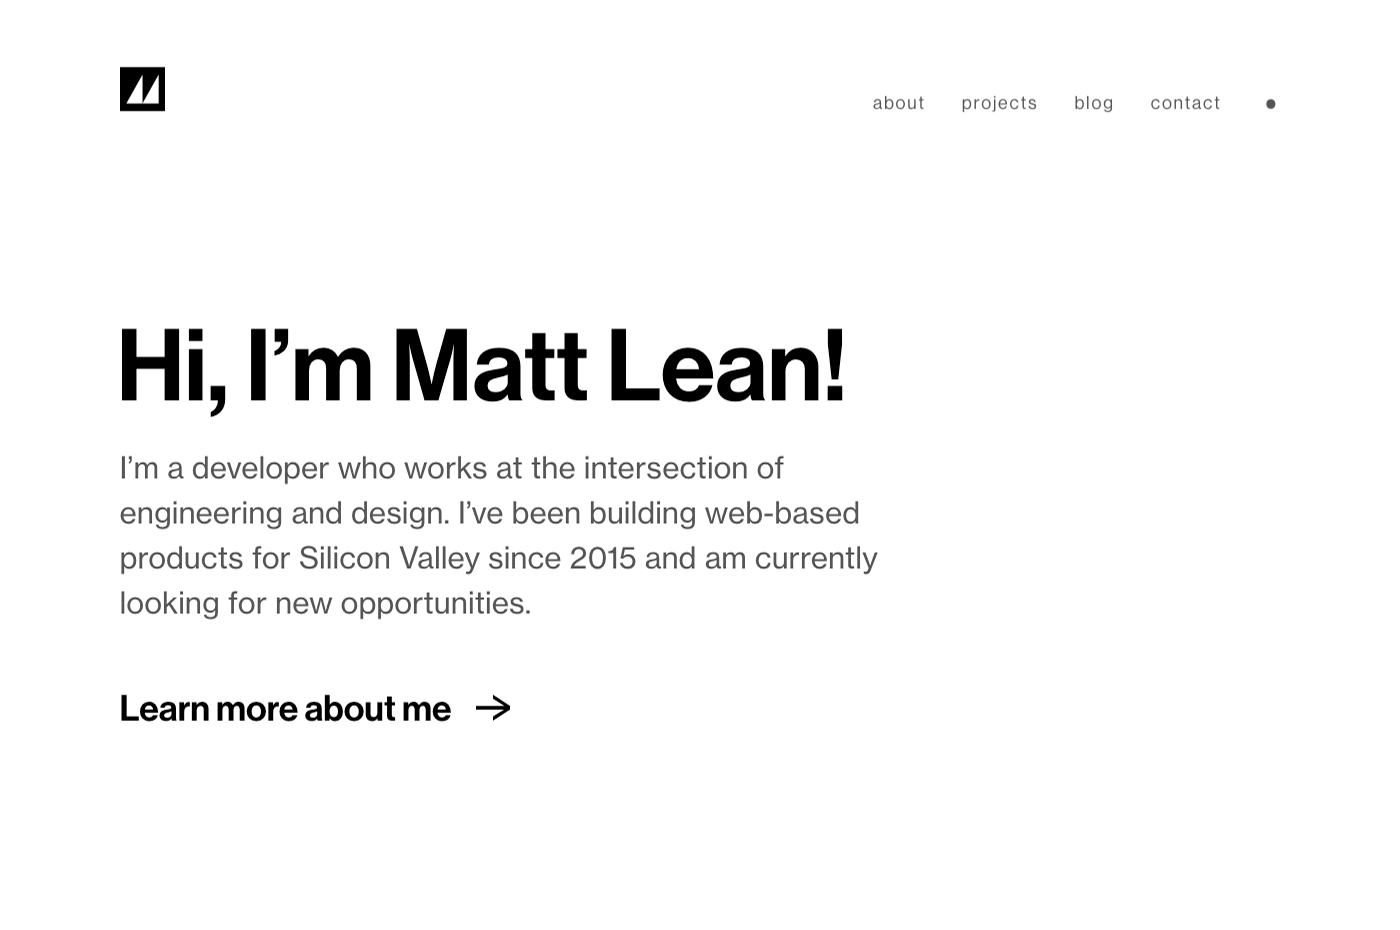 about projects blog contact
Hi, I’m Matt Lean!
I’m a developer who works at the intersection of
engineering and design. I’ve been building web-based
products for Silicon Valley since 2015 and am currently
looking for new opportunities.
Learn more about me →